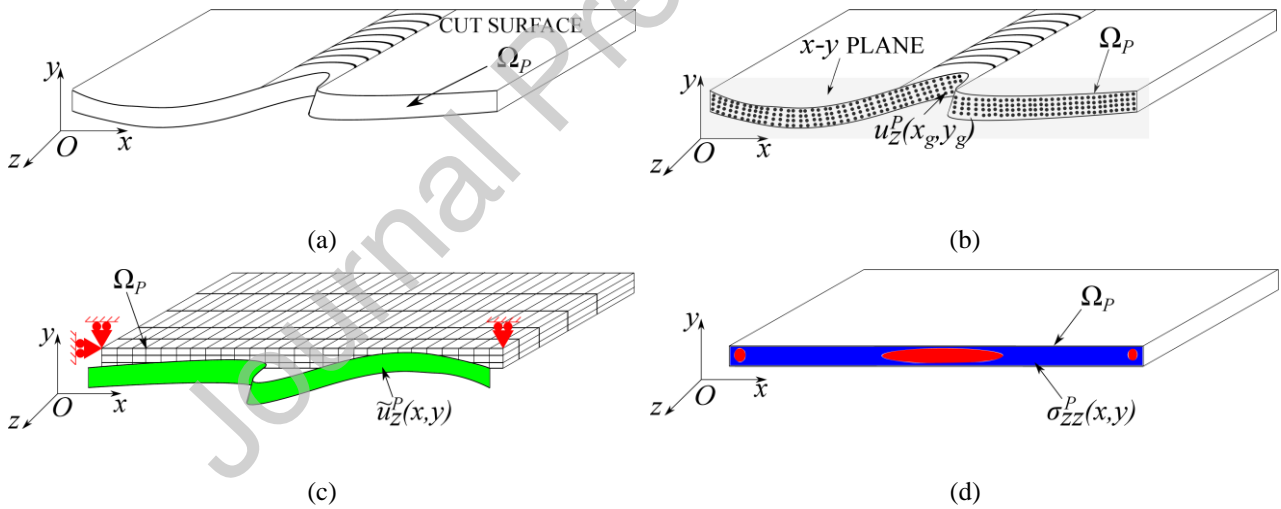 CUT SURFACE
Ω_P
y
O
x
z
(a)
x-y PLANE
Ω_P
u_z^P(x_g,y_g)
y
O
x
z
(b)
Ω_P
y
O
x
z
ũ_z^P(x,y)
(c)
Ω_P
y
O
x
z
σ_zz^P(x,y)
(d)
Journal Pre